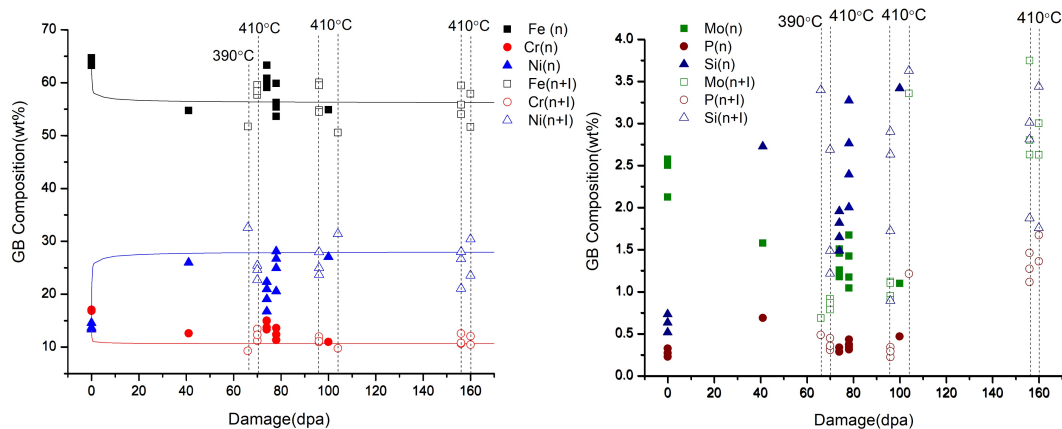 410°C
410°C
410°C
390°C
Fe (n)
Cr(n)
Ni(n)
Fe(n+I)
Cr(n+I)
Ni(n+I)
GB Composition(wt%)
70
60
50
40
30
20
10
0 20 40 60 80 100 120 140 160
Damage(dpa)
410°C
410°C
410°C
390°C
Mo(n)
P(n)
Si(n)
Mo(n+I)
P(n+I)
Si(n+I)
GB Composition(wt%)
4.0
3.5
3.0
2.5
2.0
1.5
1.0
0.5
0.0
0 20 40 60 80 100 120 140 160
Damage(dpa)